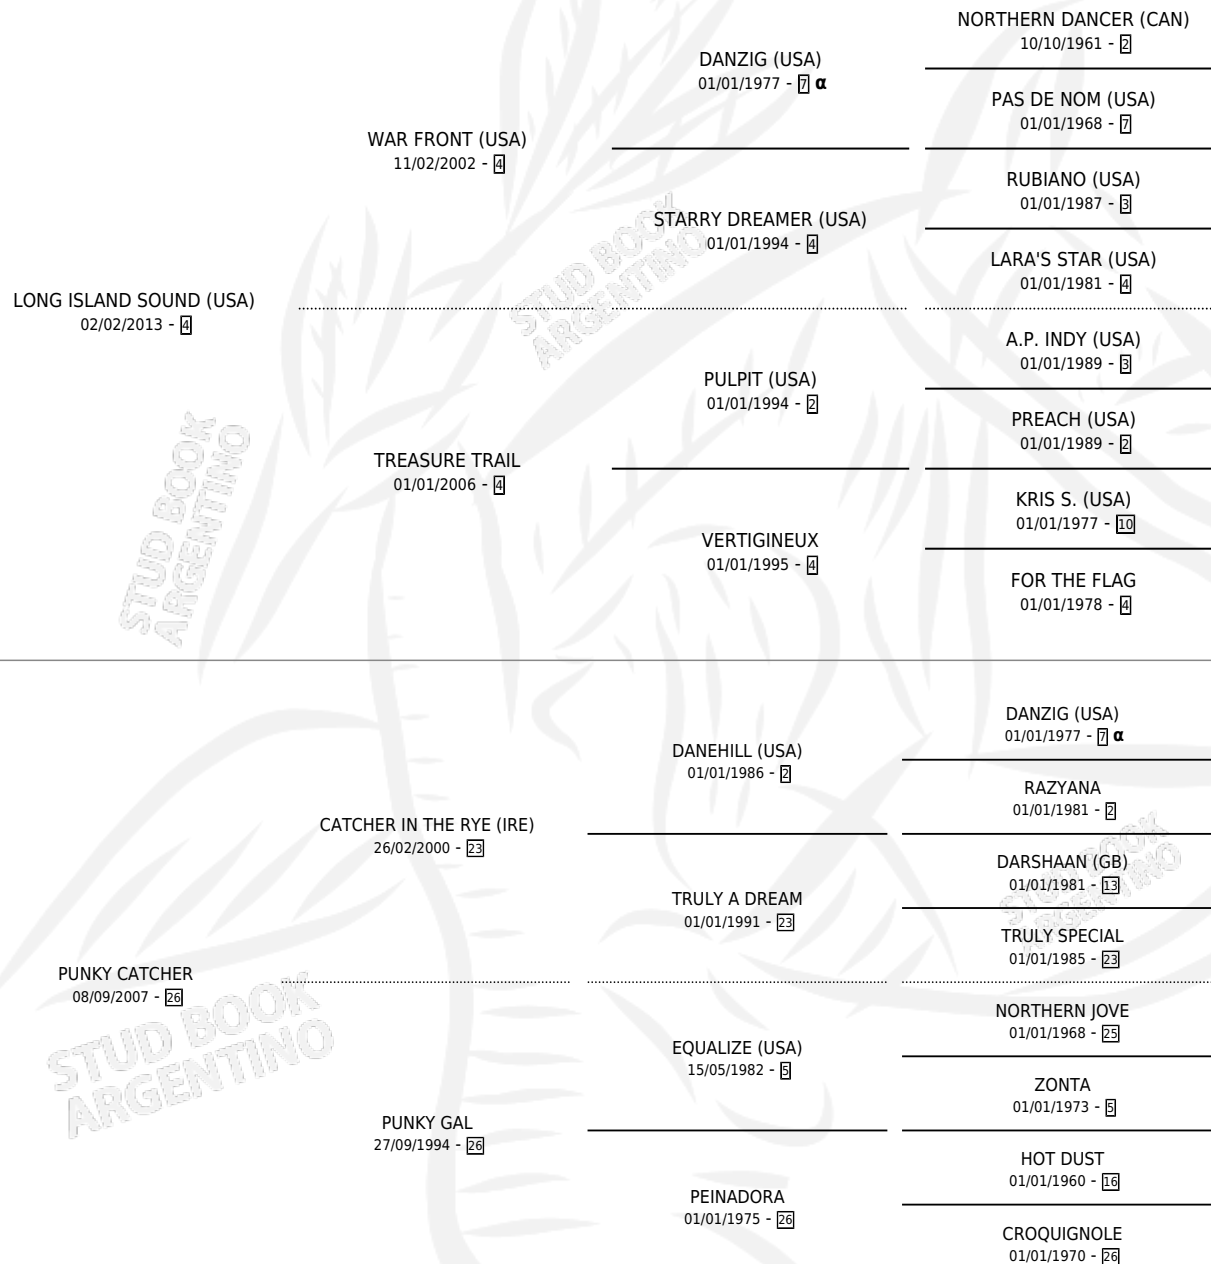 NORTHERN DANCER (CAN)
10/10/1961 - 2
DANZIG (USA)
01/01/1977 - 7 α
PAS DE NOM (USA)
01/01/1968 - 7
WAR FRONT (USA)
11/02/2002 - 4
RUBIANO (USA)
01/01/1987 - 3
STARRY DREAMER (USA)
01/01/1994 - 4
LARA'S STAR (USA)
01/01/1981 - 4
LONG ISLAND SOUND (USA)
02/02/2013 - 4
A.P. INDY (USA)
01/01/1989 - 3
PULPIT (USA)
01/01/1994 - 2
PREACH (USA)
01/01/1989 - 2
TREASURE TRAIL
01/01/2006 - 4
KRIS S. (USA)
01/01/1977 - 10
VERTIGINEUX
01/01/1995 - 4
FOR THE FLAG
01/01/1978 - 4
DANZIG (USA)
01/01/1977 - 7 α
DANEHILL (USA)
01/01/1986 - 2
RAZYANA
01/01/1981 - 2
CATCHER IN THE RYE (IRE)
26/02/2000 - 23
DARSHAAN (GB)
01/01/1981 - 13
TRULY A DREAM
01/01/1991 - 23
TRULY SPECIAL
01/01/1985 - 23
PUNKY CATCHER
08/09/2007 - 26
NORTHERN JOVE
01/01/1968 - 25
EQUALIZE (USA)
15/05/1982 - 5
ZONTA
01/01/1973 - 5
PUNKY GAL
27/09/1994 - 26
HOT DUST
01/01/1960 - 16
PEINADORA
01/01/1975 - 26
CROQUIGNOLE
01/01/1970 - 26
STUD BOOK
ARGENTINO
STUD BOOK
ARGENTINO
STUD BOOK
ARGENTINO
STUD BOOK
ARGENTINO